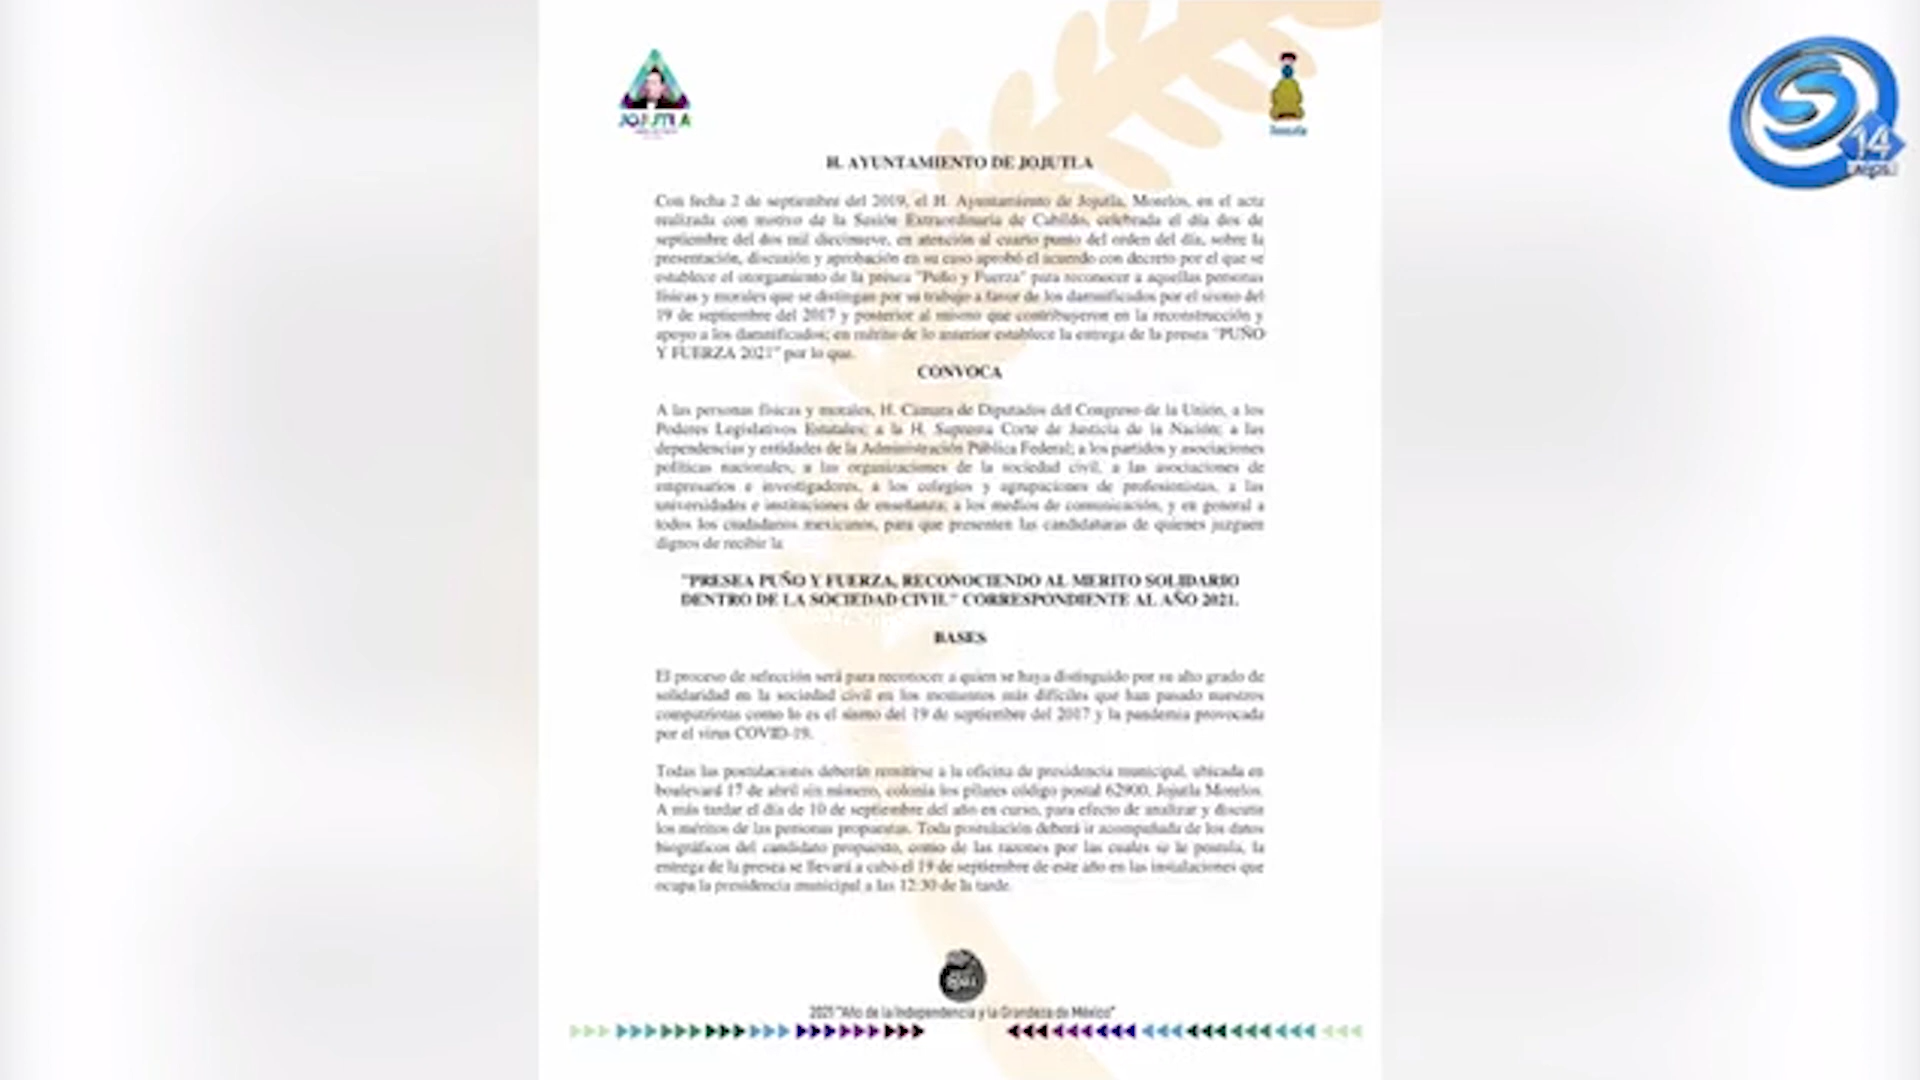 JOJUTLA
14
años
H. AYUNTAMIENTO DE JOJUTLA
Con fecha 2 de septiembre del 2019, el H. Ayuntamiento de Jojutla, Morelos, en el acta
realizada con motivo de la Sesión Extraordinaria de Cabildo, celebrada el día dos de
septiembre del dos mil diecinueve, en atención al cuarto punto del orden del día, sobre la
presentación, discusión y aprobación en su caso aprobó el acuerdo con decreto por el que se
establece el otorgamiento de la presea "Puño y Fuerza" para reconocer a aquellas personas
físicas y morales que se distingan por su trabajo a favor de los damnificados por el sismo del
19 de septiembre del 2017 y posterior al mismo que contribuyeron en la reconstrucción y
apoyo a los damnificados; en mérito de lo anterior establece la entrega de la presea "PUÑO
Y FUERZA 2021" por lo que.
CONVOCA
A las personas físicas y morales, H. Cámara de Diputados del Congreso de la Unión, a los
Poderes Legislativos Estatales; a la H. Suprema Corte de Justicia de la Nación; a las
dependencias y entidades de la Administración Pública Federal; a los partidos y asociaciones
políticas nacionales, a las organizaciones de la sociedad civil, a las asociaciones de
empresarios e investigadores, a los colegios y agrupaciones de profesionistas, a las
universidades e instituciones de enseñanza; a los medios de comunicación, y en general a
todos los ciudadanos mexicanos, para que presenten las candidaturas de quienes juzguen
dignos de recibir la
"PRESEA PUÑO Y FUERZA, RECONOCIENDO AL MERITO SOLIDARIO
DENTRO DE LA SOCIEDAD CIVIL" CORRESPONDIENTE AL AÑO 2021.
BASES
El proceso de selección será para reconocer a quien se haya distinguido por su alto grado de
solidaridad en la sociedad civil en los momentos más difíciles que han pasado nuestros
compatriotas como lo es el sismo del 19 de septiembre del 2017 y la pandemia provocada
por el virus COVID-19.
Todas las postulaciones deberán remitirse a la oficina de presidencia municipal, ubicada en
boulevard 17 de abril sin número, colonia los pilares código postal 62900, Jojutla Morelos.
A más tardar el día de 10 de septiembre del año en curso, para efecto de analizar y discutir
los méritos de las personas propuestas. Toda postulación deberá ir acompañada de los datos
biográficos del candidato propuesto, como de las razones por las cuales se le postula, la
entrega de la presea se llevará a cabo el 19 de septiembre de este año en las instalaciones que
ocupa la presidencia municipal a las 12:30 de la tarde.
2021 "Año de la Independencia y la Grandeza de México"